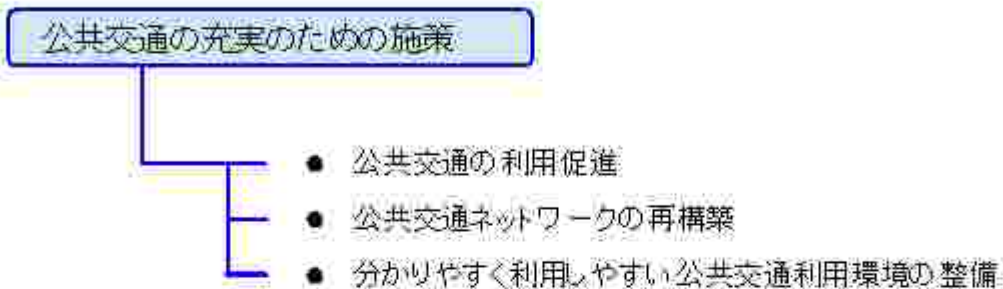 公共交通の充実のための施策
● 公共交通の利用促進
● 公共交通ネットワークの再構築
● 分かりやすく利用しやすい公共交通利用環境の整備